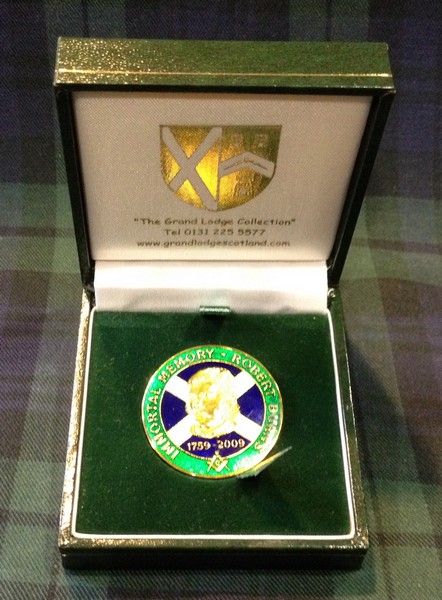 "The Grand Lodge Collection"
Tel 0131 225 5577
www.grandlodgescotland.com
IMMORTAL MEMORY · ROBERT BURNS
1759-2009
G